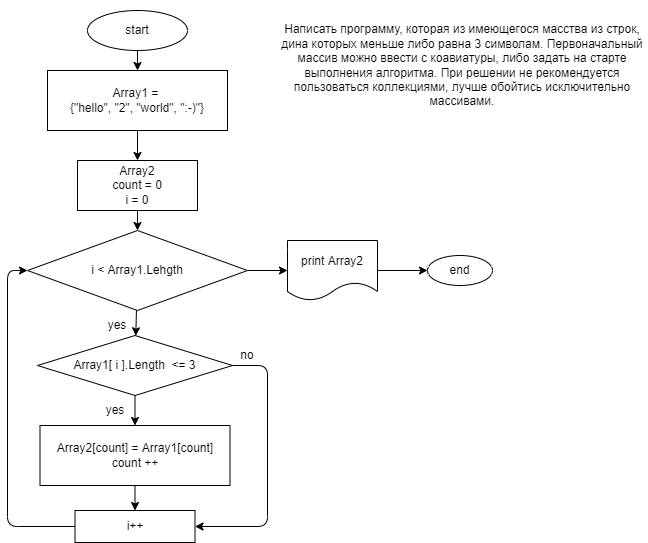 start
Написать программу, которая из имеющегося масства из строк,
дина которых меньше либо равна 3 символам. Первоначальный
массив можно ввести с коавиатуры, либо задать на старте
выполнения алгоритма. При решении не рекомендуется
пользоваться коллекциями, лучше обойтись исключительно
массивами.
Array1 =
{"hello", "2", "world", ":-)"}
Array2
count = 0
i = 0
i < Array1.Lehgth
print Array2
end
yes
Array1[ i ].Length <= 3
no
yes
Array2[count] = Array1[count]
count ++
i++